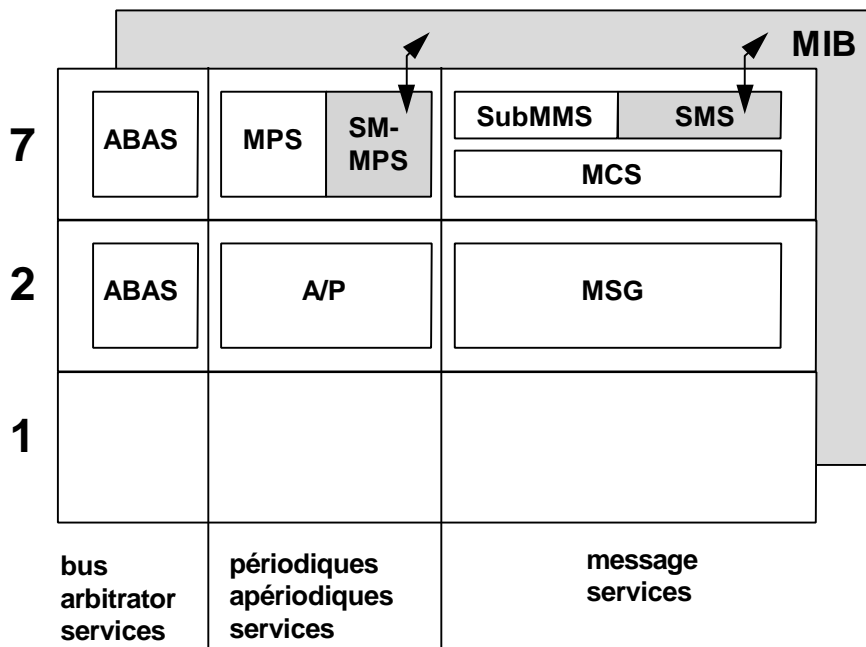 MIB
7
ABAS
MPS
SM-
MPS
SubMMS
SMS
MCS
2
ABAS
A/P
MSG
1
bus
arbitrator
services
périodiques
apériodiques
services
message
services